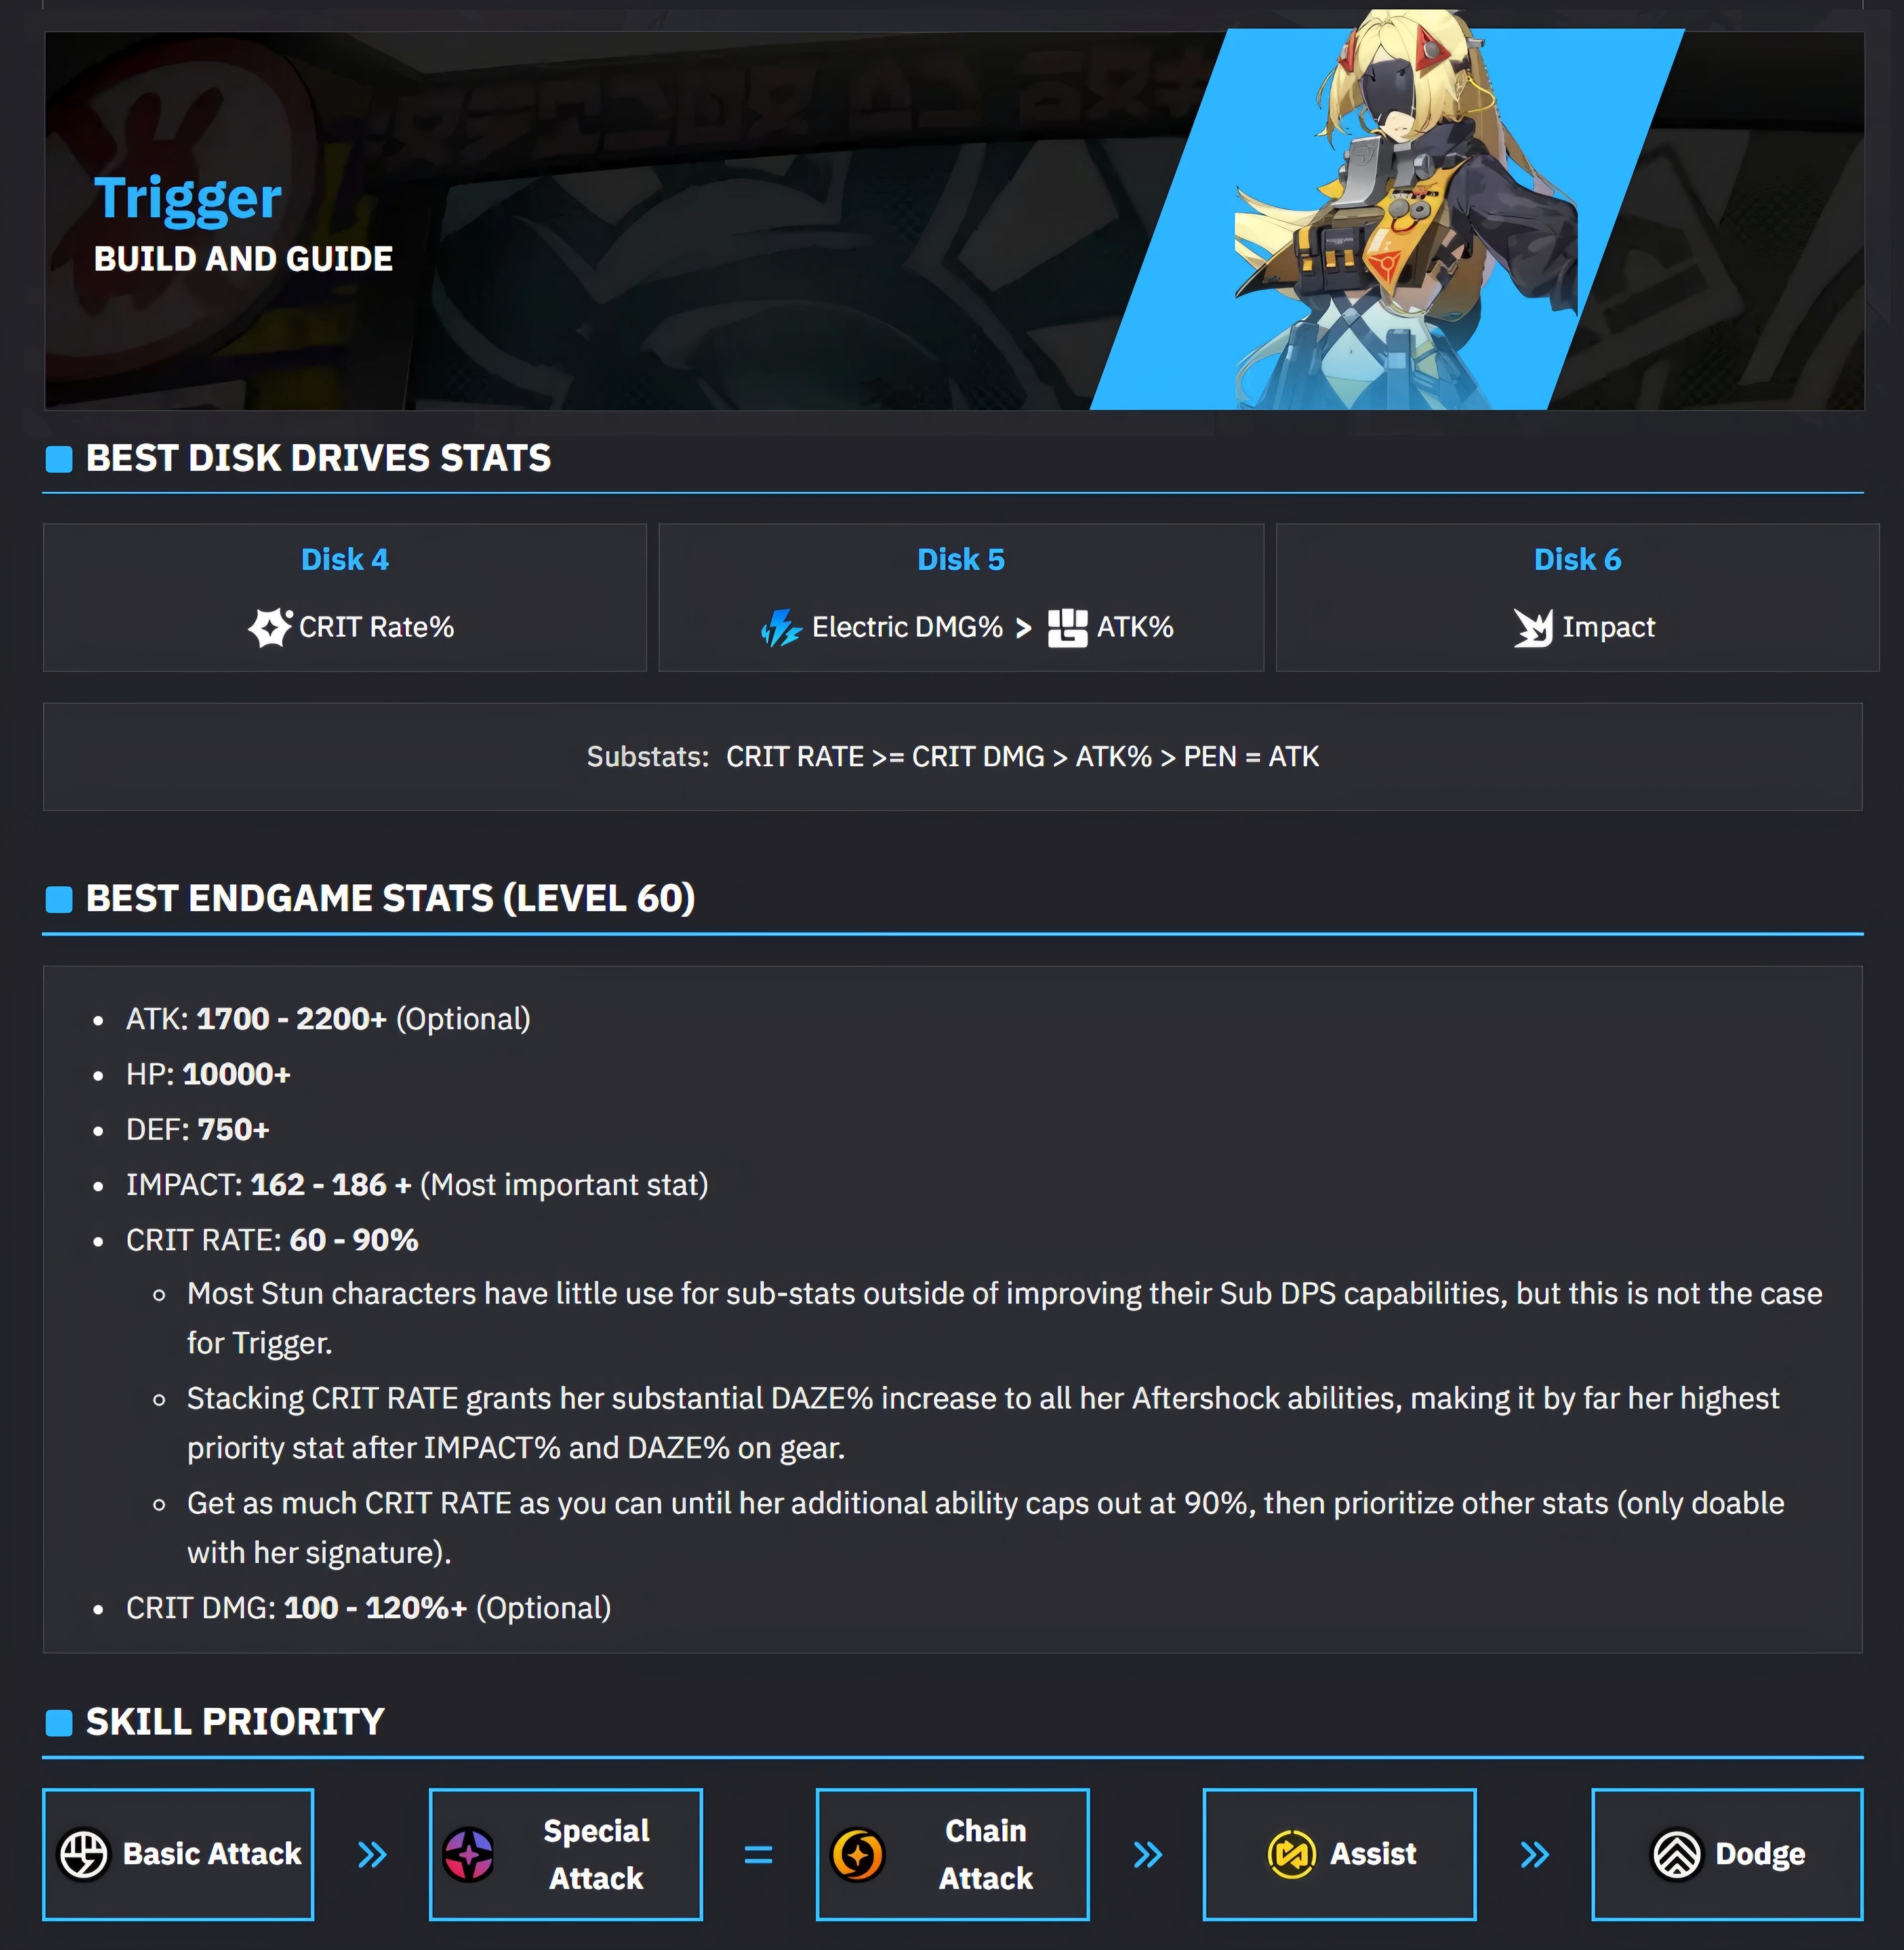 Trigger
BUILD AND GUIDE
BEST DISK DRIVES STATS
Disk 4
CRIT Rate%
Disk 5
Electric DMG% > ATK%
Disk 6
Impact
Substats: CRIT RATE >= CRIT DMG > ATK% > PEN = ATK
BEST ENDGAME STATS (LEVEL 60)
• ATK: 1700 - 2200+ (Optional)
• HP: 10000+
• DEF: 750+
• IMPACT: 162 - 186 + (Most important stat)
• CRIT RATE: 60 - 90%
◦ Most Stun characters have little use for sub-stats outside of improving their Sub DPS capabilities, but this is not the case
for Trigger.
◦ Stacking CRIT RATE grants her substantial DAZE% increase to all her Aftershock abilities, making it by far her highest
priority stat after IMPACT% and DAZE% on gear.
◦ Get as much CRIT RATE as you can until her additional ability caps out at 90%, then prioritize other stats (only doable
with her signature).
• CRIT DMG: 100 - 120%+ (Optional)
SKILL PRIORITY
Basic Attack
»
Special
Attack
=
Chain
Attack
»
Assist
»
Dodge